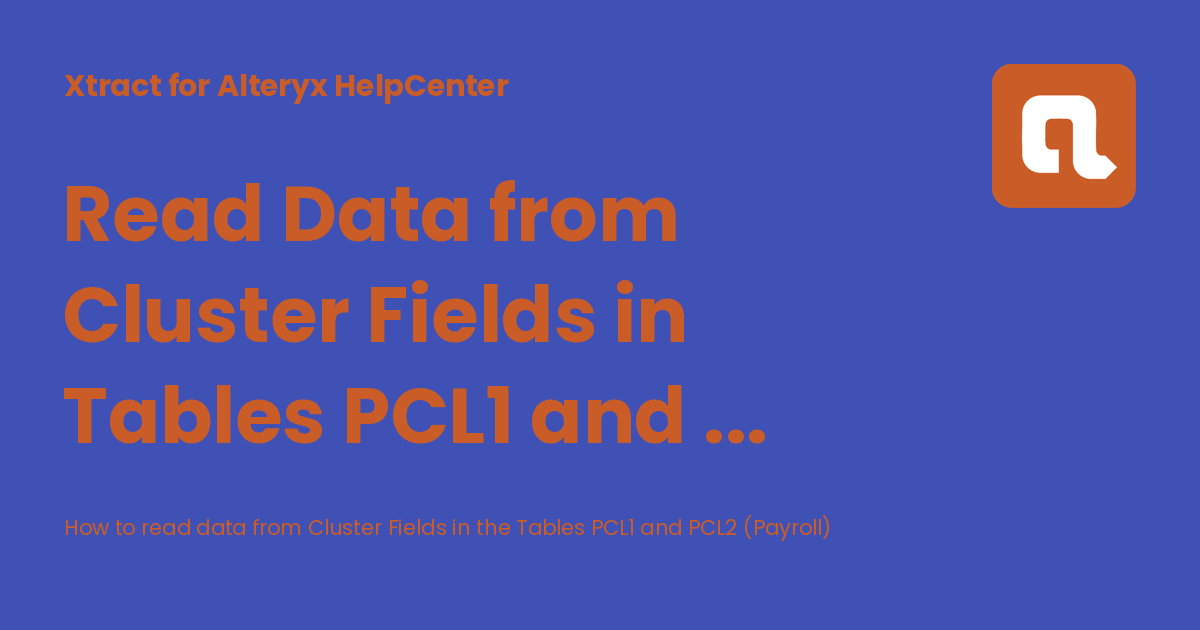 Xtract for Alteryx HelpCenter
Read Data from
Cluster Fields in
Tables PCL1 and ...
How to read data from Cluster Fields in the Tables PCL1 and PCL2 (Payroll)